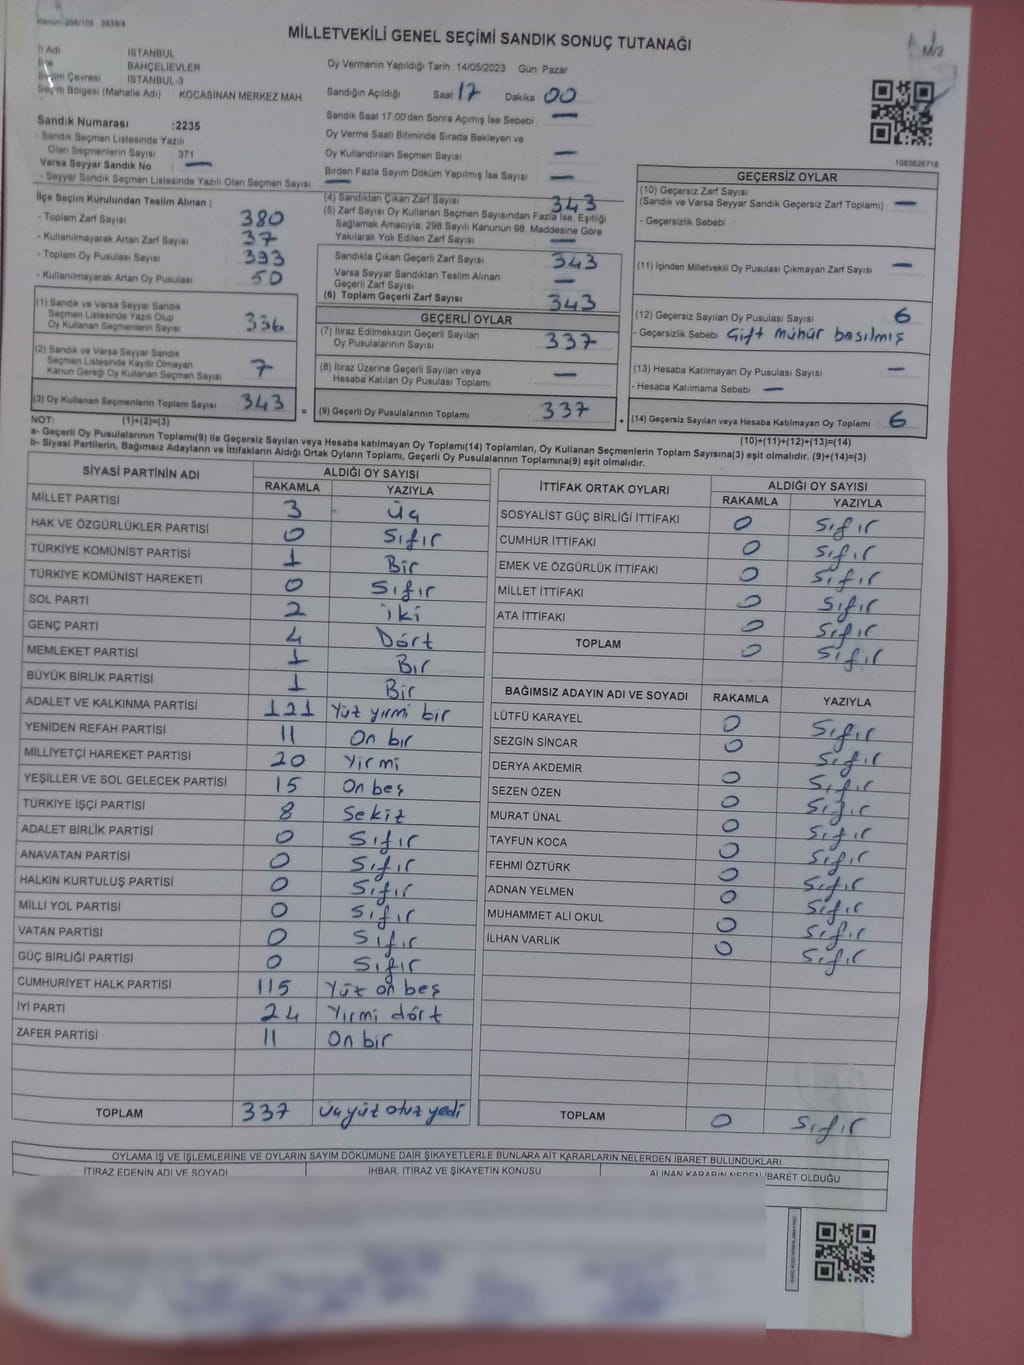 MİLLETVEKİLİ GENEL SEÇİMİ SANDIK SONUÇ TUTANAĞI
M/2
İl Adı İSTANBUL
İlçe BAHÇELİEVLER
Seçim Çevresi İSTANBUL-3
Seçim Bölgesi (Mahalle Adı) KOCASİNAN MERKEZ MAH.
Sandık Numarası :2235
- Sandık Seçmen Listesinde Yazılı
Olan Seçmenlerin Sayısı 371
Varsa Seyyar Sandık No : —
- Seyyar Sandık Seçmen Listesinde Yazılı Olan Seçmen Sayısı —
Oy Vermenin Yapıldığı Tarih :14/05/2023 Gün: Pazar
Sandığın Açıldığı Saat 17 Dakika 00
Sandık Saat 17.00'den Sonra Açımış İse Sebebi —
Oy Verme Saati Bitiminde Sırada Bekleyen ve
Oy Kullandırılan Seçmen Sayısı —
Birden Fazla Sayım Döküm Yapılmış İse Sayısı —
1083626718
İlçe Seçim Kurulundan Teslim Alınan ;
- Toplam Zarf Sayısı 380
- Kullanılmayarak Artan Zarf Sayısı 37
- Toplam Oy Pusulası Sayısı 393
- Kullanılmayarak Artan Oy Pusulası 50
(1) Sandık ve Varsa Seyyar Sandık
Seçmen Listesinde Yazılı Olup
Oy Kullanan Seçmenlerin Sayısı 336
(2) Sandık ve Varsa Seyyar Sandık
Seçmen Listesinde Kayıtlı Olmayan
Kanun Gereği Oy Kullanan Seçmen Sayısı 7
(3) Oy Kullanan Seçmenlerin Toplam Sayısı 343 =
(4) Sandıktan Çıkan Zarf Sayısı 343
(5) Zarf Sayısı Oy Kullanan Seçmen Sayısından Fazla İse, Eşitliği
Sağlamak Amacıyla; 298 Sayılı Kanunun 98. Maddesine Göre
Yakılarak Yok Edilen Zarf Sayısı —
Sandıkta Çıkan Geçerli Zarf Sayısı 343
Varsa Seyyar Sandıktan Teslim Alınan
Geçerli Zarf Sayısı —
(6) Toplam Geçerli Zarf Sayısı 343
GEÇERLİ OYLAR
(7) İtiraz Edilmeksizin Geçerli Sayılan
Oy Pusulalarının Sayısı 337
(8) İtiraz Üzerine Geçerli Sayılan veya
Hesaba Katılan Oy Pusulası Toplamı —
(9) Geçerli Oy Pusulalarının Toplamı 337 +
GEÇERSİZ OYLAR
(10) Geçersiz Zarf Sayısı
(Sandık ve Varsa Seyyar Sandık Geçersiz Zarf Toplamı) —
- Geçersizlik Sebebi :
(11) İçinden Milletvekili Oy Pusulası Çıkmayan Zarf Sayısı —
(12) Geçersiz Sayılan Oy Pusulası Sayısı 6
- Geçersizlik Sebebi Çift mühür basılmış
(13) Hesaba Katılmayan Oy Pusulası Sayısı —
- Hesaba Katılmama Sebebi —
(14) Geçersiz Sayılan veya Hesaba Katılmayan Oy Toplamı 6
NOT: (1)+(2)=(3) (10)+(11)+(12)+(13)=(14)
a- Geçerli Oy Pusulalarının Toplamı(9) ile Geçersiz Sayılan veya Hesaba katılmayan Oy Toplamı(14) Toplamları, Oy Kullanan Seçmenlerin Toplam Sayısına(3) eşit olmalıdır. (9)+(14)=(3)
b- Siyasi Partilerin, Bağımsız Adayların ve İttifakların Aldığı Ortak Oyların Toplamı, Geçerli Oy Pusulalarının Toplamına(9) eşit olmalıdır.
SİYASİ PARTİNİN ADI ALDIĞI OY SAYISI
RAKAMLA YAZIYLA
MİLLET PARTİSİ 3 Üç
HAK VE ÖZGÜRLÜKLER PARTİSİ 0 Sıfır
TÜRKİYE KOMÜNİST PARTİSİ 1 Bir
TÜRKİYE KOMÜNİST HAREKETİ 0 Sıfır
SOL PARTİ 2 iki
GENÇ PARTİ 4 Dört
MEMLEKET PARTİSİ 1 Bir
BÜYÜK BİRLİK PARTİSİ 1 Bir
ADALET VE KALKINMA PARTİSİ 121 Yüz yirmi bir
YENİDEN REFAH PARTİSİ 11 On bir
MİLLİYETÇİ HAREKET PARTİSİ 20 Yirmi
YEŞİLLER VE SOL GELECEK PARTİSİ 15 On beş
TÜRKİYE İŞÇİ PARTİSİ 8 Sekiz
ADALET BİRLİK PARTİSİ 0 Sıfır
ANAVATAN PARTİSİ 0 Sıfır
HALKIN KURTULUŞ PARTİSİ 0 Sıfır
MİLLİ YOL PARTİSİ 0 Sıfır
VATAN PARTİSİ 0 Sıfır
GÜÇ BİRLİĞİ PARTİSİ 0 Sıfır
CUMHURİYET HALK PARTİSİ 115 Yüz on beş
İYİ PARTİ 24 Yirmi dört
ZAFER PARTİSİ 11 On bir
TOPLAM 337 Üçyüz otuz yedi
İTTİFAK ORTAK OYLARI ALDIĞI OY SAYISI
RAKAMLA YAZIYLA
SOSYALİST GÜÇ BİRLİĞİ İTTİFAKI 0 Sıfır
CUMHUR İTTİFAKI 0 Sıfır
EMEK VE ÖZGÜRLÜK İTTİFAKI 0 Sıfır
MİLLET İTTİFAKI 0 Sıfır
ATA İTTİFAKI 0 Sıfır
TOPLAM 0 Sıfır
BAĞIMSIZ ADAYIN ADI VE SOYADI RAKAMLA YAZIYLA
LÜTFÜ KARAYEL 0 Sıfır
SEZGİN SİNCAR 0 Sıfır
DERYA AKDEMİR 0 Sıfır
SEZEN ÖZEN 0 Sıfır
MURAT ÜNAL 0 Sıfır
TAYFUN KOCA 0 Sıfır
FEHMİ ÖZTÜRK 0 Sıfır
ADNAN YELMEN 0 Sıfır
MUHAMMET ALİ OKUL 0 Sıfır
İLHAN VARLIK 0 Sıfır
TOPLAM 0 Sıfır
OYLAMA İŞ VE İŞLEMLERİNE VE OYLARIN SAYIM DÖKÜMÜNE DAİR ŞİKAYETLERLE BUNLARA AİT KARARLARIN NELERDEN İBARET BULUNDUKLARI
İTİRAZ EDENİN ADI VE SOYADI İHBAR, İTİRAZ VE ŞİKAYETİN KONUSU ALINAN KARARIN NEDEN İBARET OLDUĞU